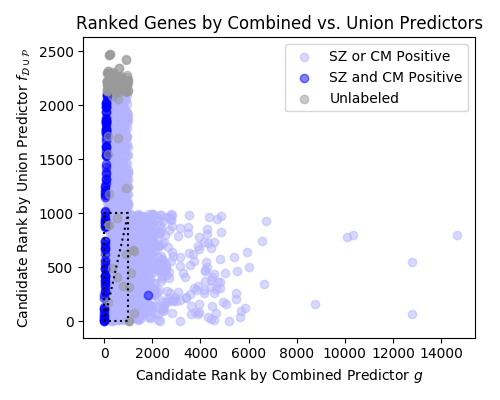 Ranked Genes by Combined vs. Union Predictors
SZ or CM Positive
SZ and CM Positive
Unlabeled
Candidate Rank by Union Predictor f_{𝒟∪𝒫}
2500
2000
1500
1000
500
0
0 2000 4000 6000 8000 10000 12000 14000
Candidate Rank by Combined Predictor g